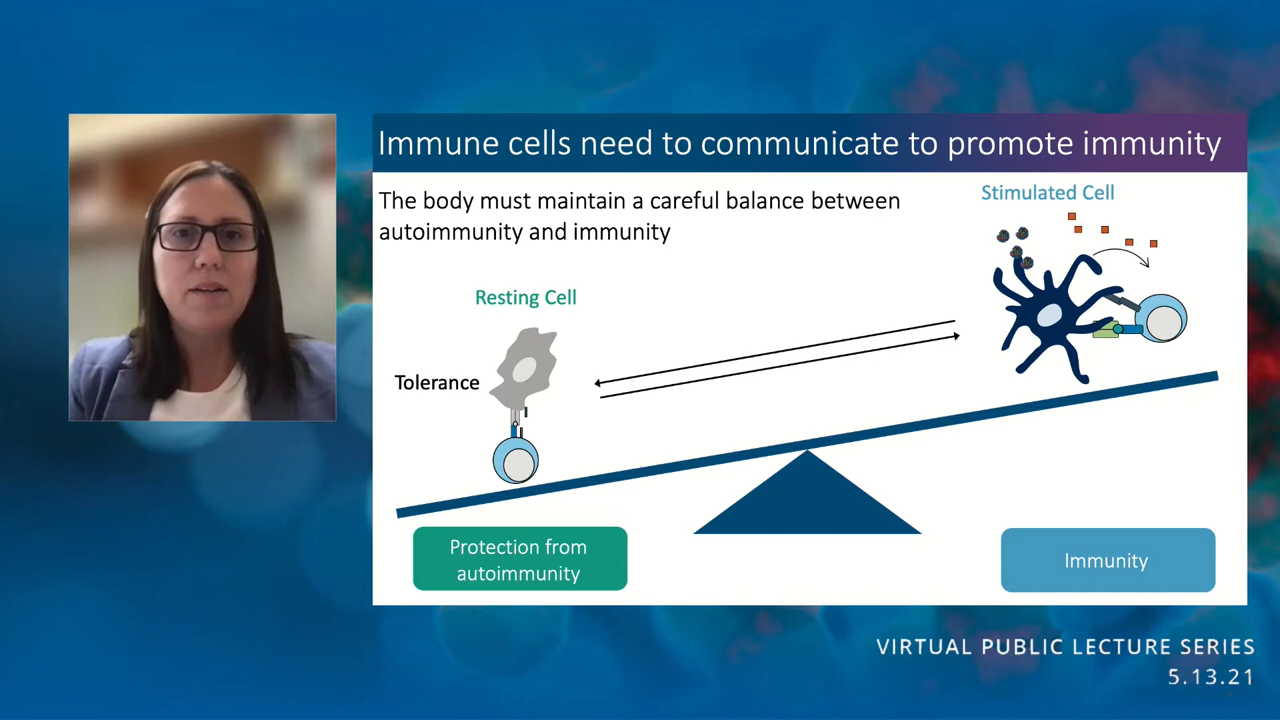 Immune cells need to communicate to promote immunity
The body must maintain a careful balance between
autoimmunity and immunity
Stimulated Cell
Resting Cell
Tolerance
Protection from
autoimmunity
Immunity
VIRTUAL PUBLIC LECTURE SERIES
5.13.21